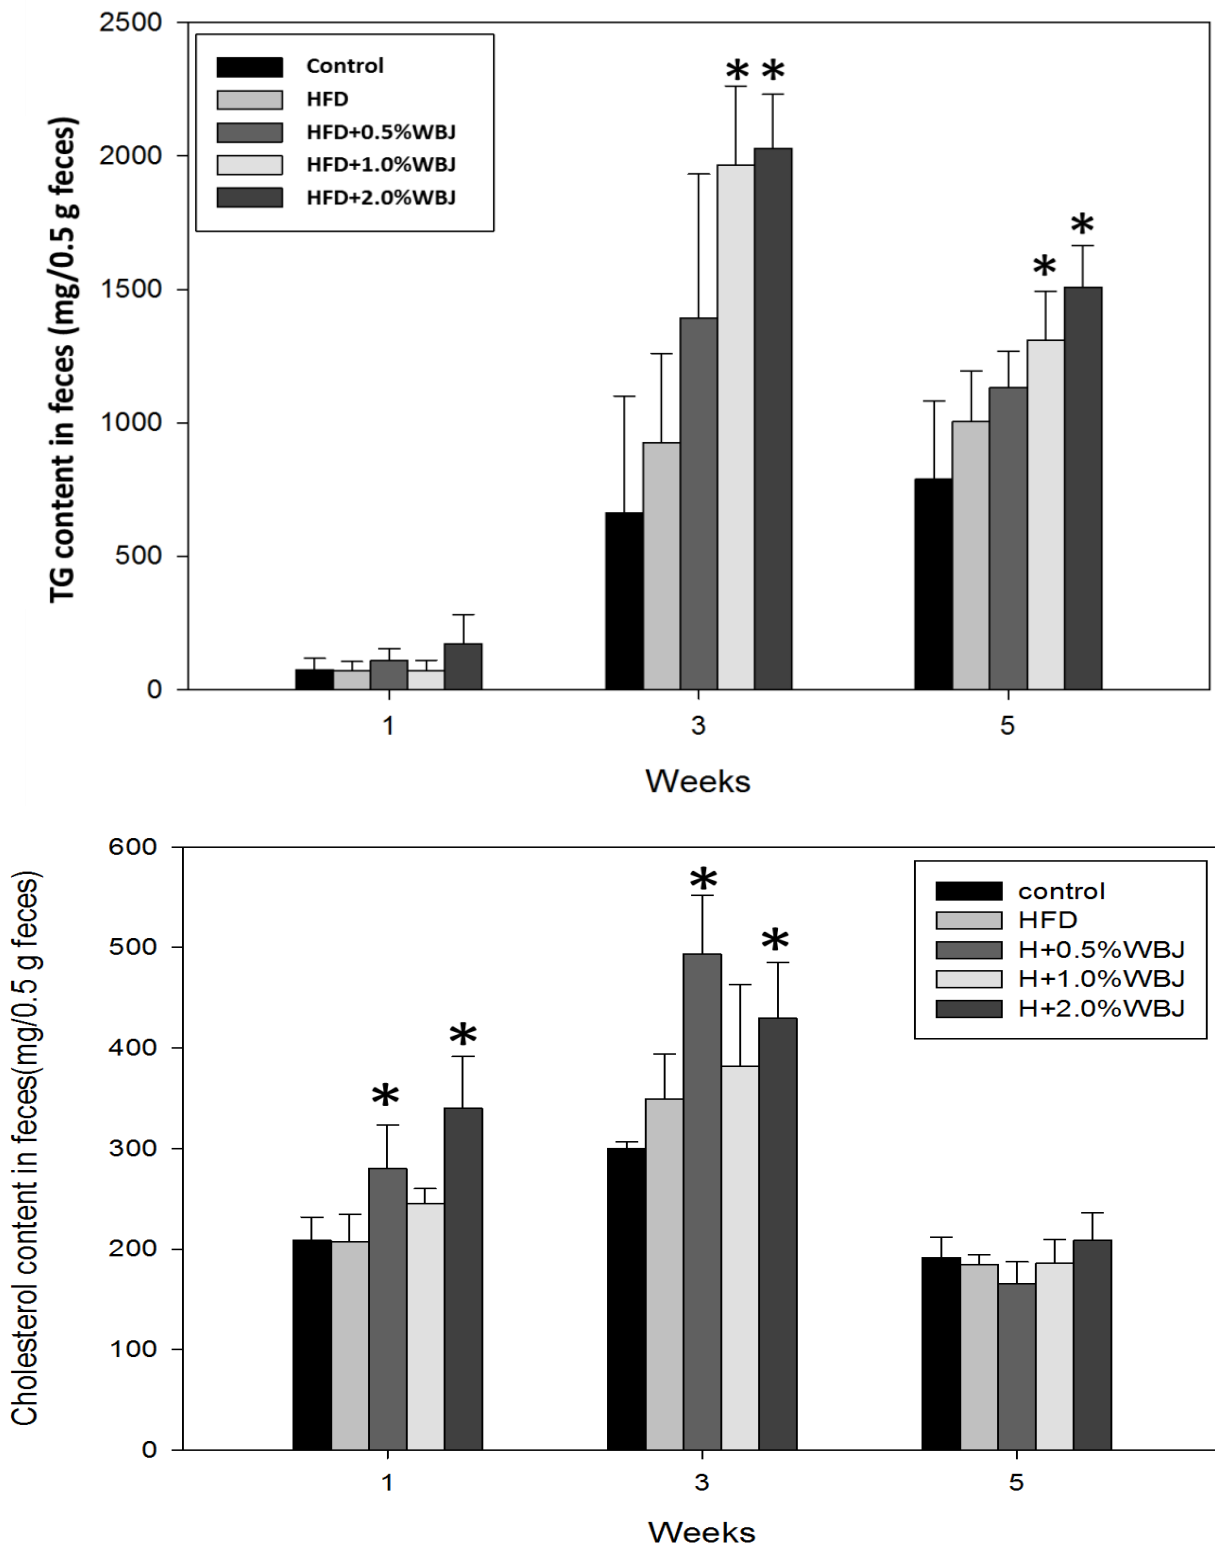 TG content in feces (mg/0.5 g feces)
2500
2000
1500
1000
500
0
Control
HFD
HFD+0.5%WBJ
HFD+1.0%WBJ
HFD+2.0%WBJ
* *
* *
1 3 5
Weeks
Cholesterol content in feces(mg/0.5 g feces)
600
500
400
300
200
100
0
control
HFD
H+0.5%WBJ
H+1.0%WBJ
H+2.0%WBJ
* *
* *
1 3 5
Weeks